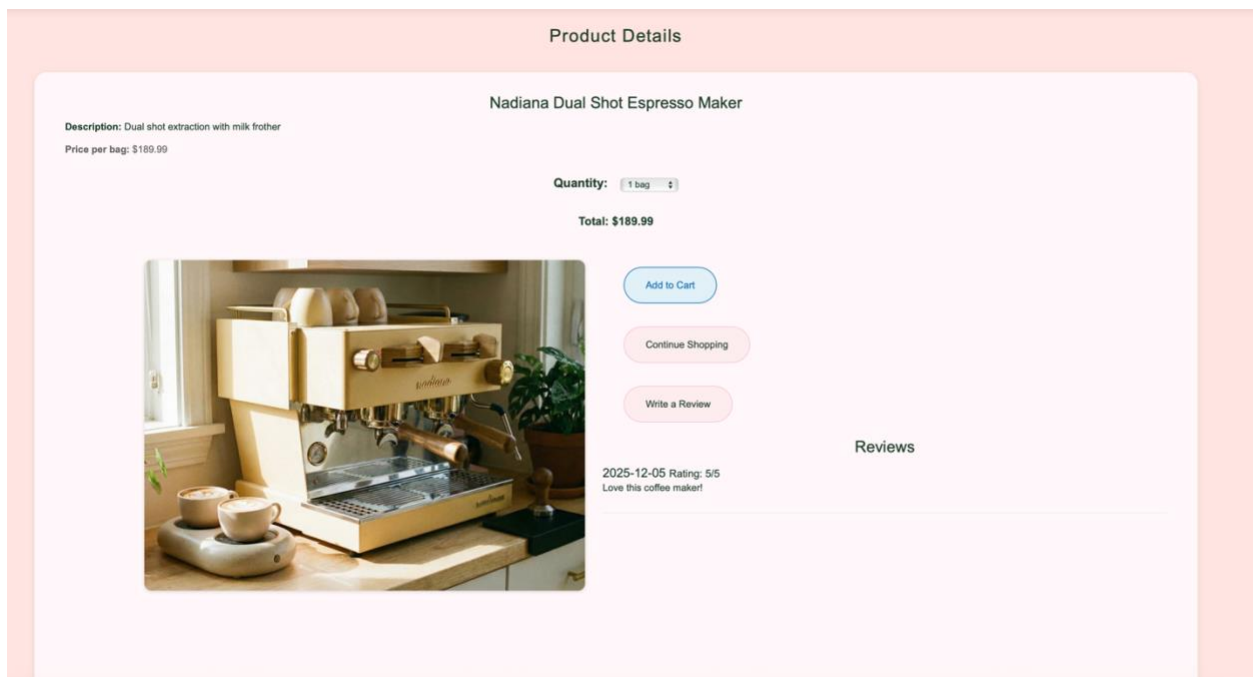 Product Details
Nadiana Dual Shot Espresso Maker
Description: Dual shot extraction with milk frother
Price per bag: $189.99
Quantity: 1 bag
Total: $189.99
nadiana
Add to Cart
Continue Shopping
Write a Review
Reviews
2025-12-05 Rating: 5/5
Love this coffee maker!